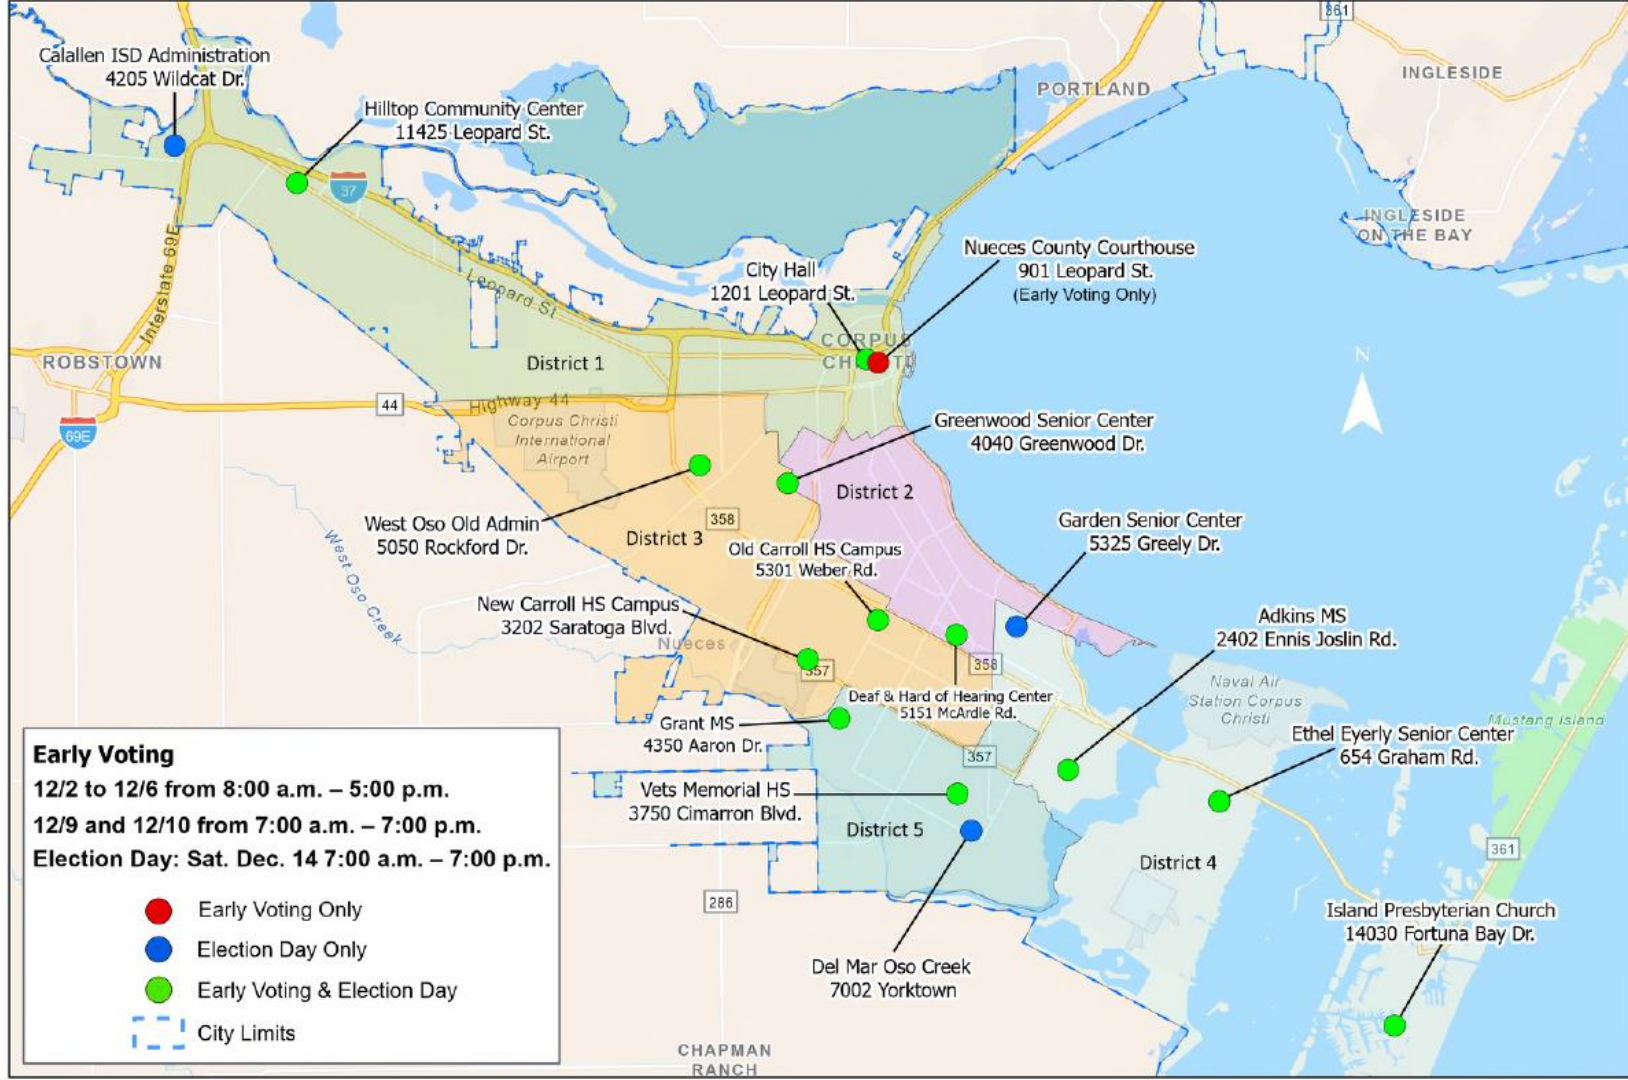 361
INGLESIDE
Calallen ISD Administration
4205 Wildcat Dr.
PORTLAND
Hilltop Community Center
11425 Leopard St.
37
INGLESIDE
ON THE BAY
Nueces County Courthouse
901 Leopard St.
(Early Voting Only)
City Hall
1201 Leopard St.
Interstate 69E
Leopard St
CORPUS
ROBSTOWN
District 1
N
44
Highway 44
69E
Corpus Christi
International
Airport
Greenwood Senior Center
4040 Greenwood Dr.
District 2
West Oso Old Admin
5050 Rockford Dr.
358
District 3
Garden Senior Center
5325 Greely Dr.
Old Carroll HS Campus
5301 Weber Rd.
West Oso Creek
New Carroll HS Campus
3202 Saratoga Blvd.
Nueces
Adkins MS
2402 Ennis Joslin Rd.
357
358
Deaf & Hard of Hearing Center
5151 McArdle Rd.
Naval Air
Station Corpus
Christi
Mustang Island
Grant MS
4350 Aaron Dr.
Ethel Eyerly Senior Center
654 Graham Rd.
357
Vets Memorial HS
3750 Cimarron Blvd.
District 5
District 4
361
286
Island Presbyterian Church
14030 Fortuna Bay Dr.
Del Mar Oso Creek
7002 Yorktown
CHAPMAN
RANCH
Early Voting
12/2 to 12/6 from 8:00 a.m. – 5:00 p.m.
12/9 and 12/10 from 7:00 a.m. – 7:00 p.m.
Election Day: Sat. Dec. 14 7:00 a.m. – 7:00 p.m.
Early Voting Only
Election Day Only
Early Voting & Election Day
City Limits